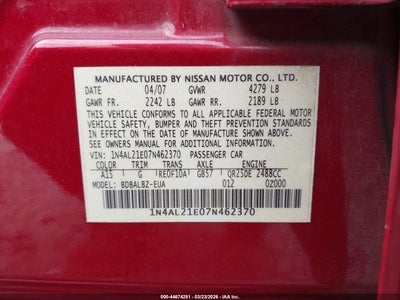 MANUFACTURED BY NISSAN MOTOR CO., LTD.
DATE 04/07 GVWR 4279 LB
GAWR FR. 2242 LB GAWR RR. 2189 LB
THIS VEHICLE CONFORMS TO ALL APPLICABLE FEDERAL MOTOR
VEHICLE SAFETY, BUMPER, AND THEFT PREVENTION STANDARDS
IN EFFECT ON THE DATE OF MANUFACTURE SHOWN ABOVE.
SEE OWNERS MANUAL FOR ADDITIONAL INFORMATION.
VIN: 1N4AL21E07N462370 PASSENGER CAR
COLOR TRIM TRANS AXLE ENGINE
A15 G RE0F10A GB57 QR25DE 2488CC
MODEL: BDBALBZ-EUA 012 0Z000
1N4AL21E07N462370
000-44674281 - 03/23/2026 - IAA, LLC